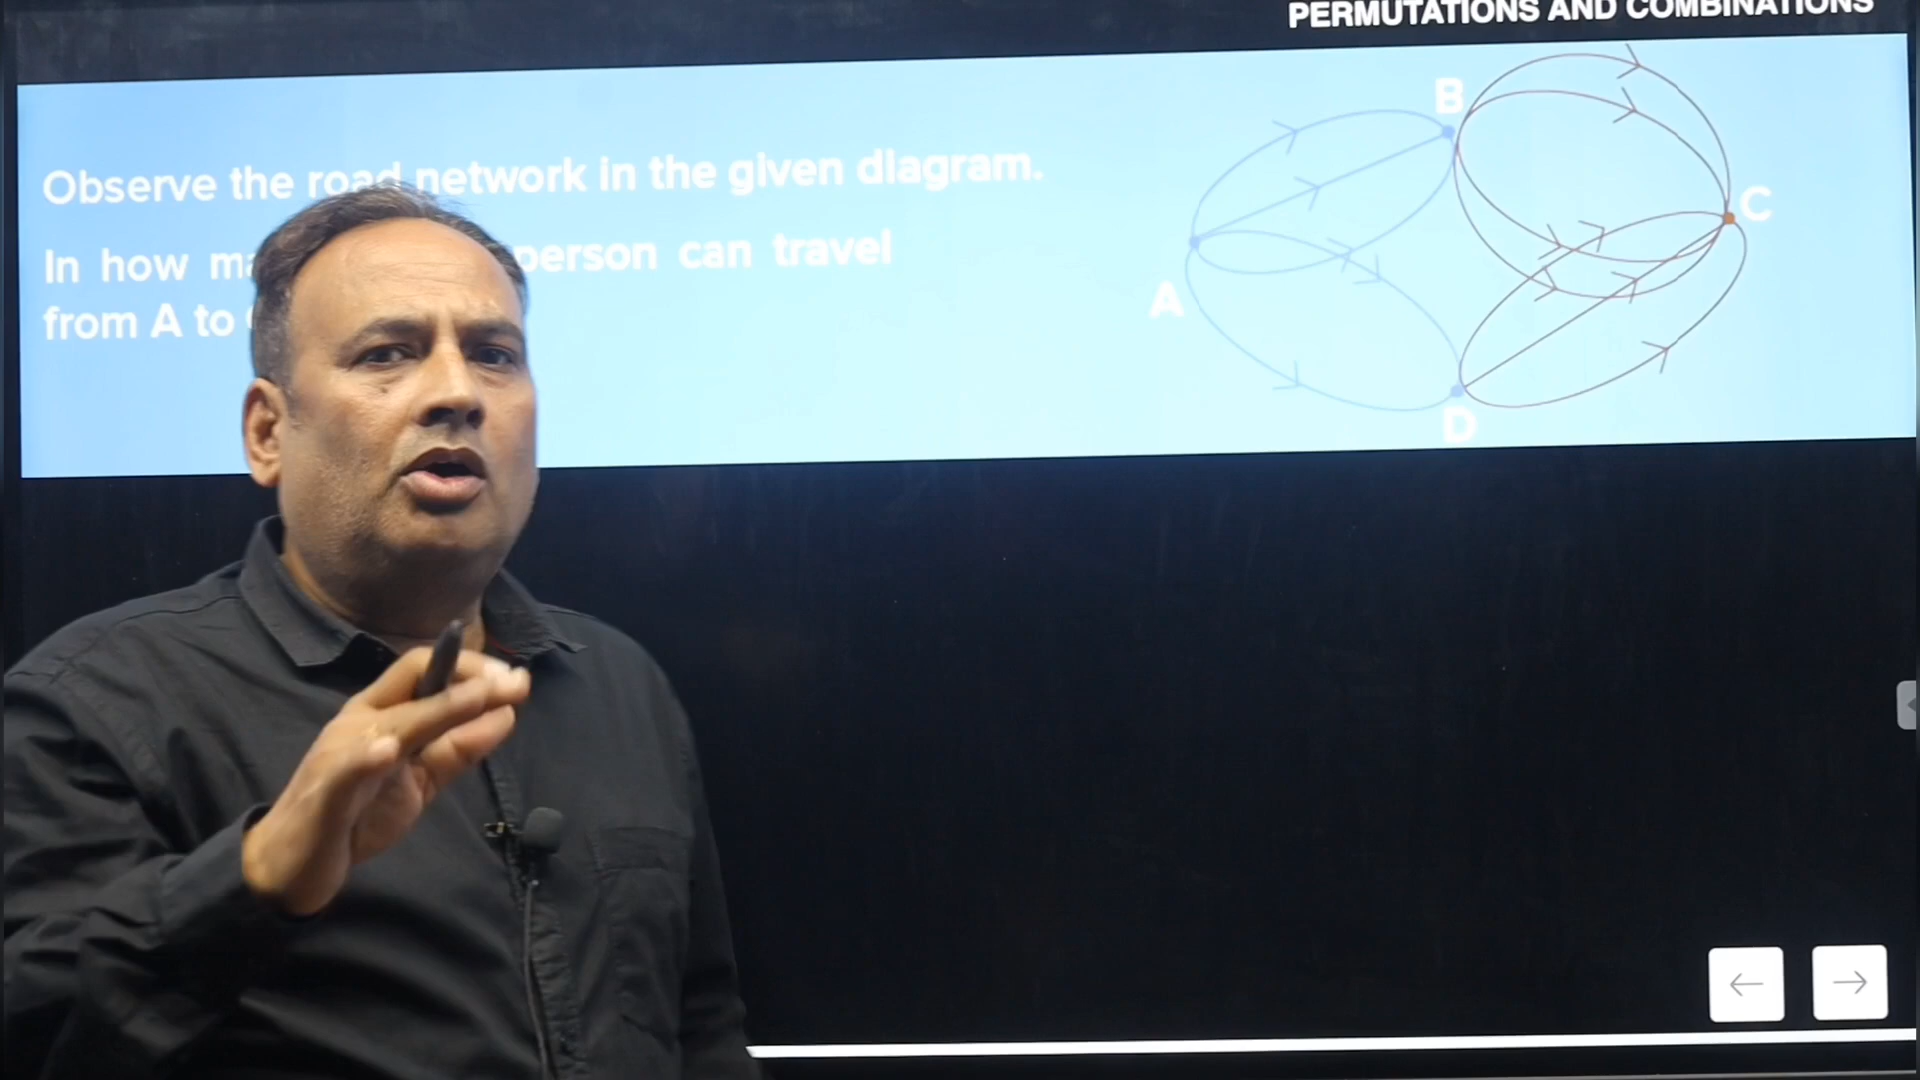 PERMUTATIONS AND COMBINATIONS
Observe the road network in the given diagram.
In how person can travel
from A to
B
C
A
D